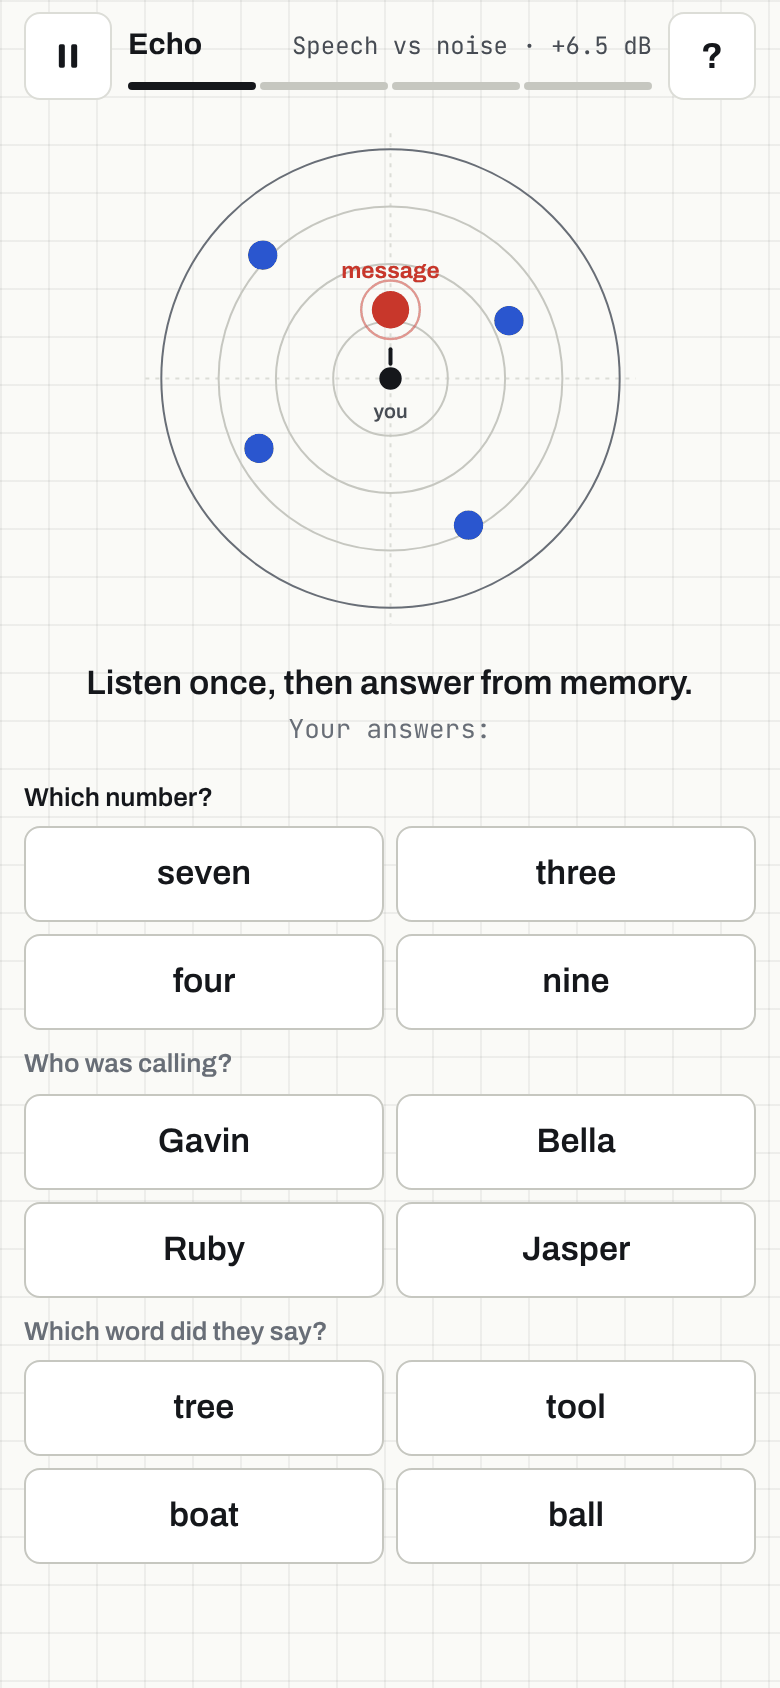 Echo
Speech vs noise · +6.5 dB
?
message
you
Listen once, then answer from memory.
Your answers:
Which number?
seven
three
four
nine
Who was calling?
Gavin
Bella
Ruby
Jasper
Which word did they say?
tree
tool
boat
ball